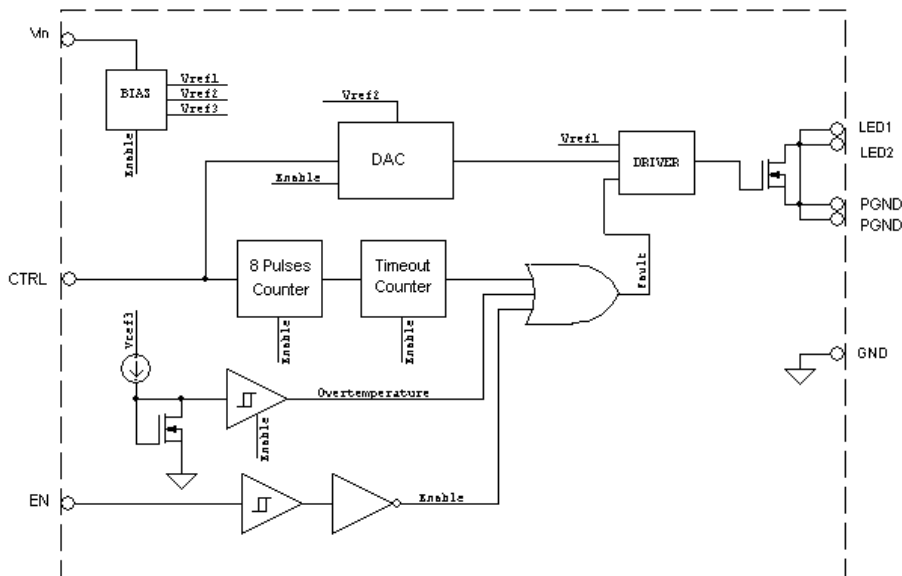 Vin
BIAS
Vref1
Vref2
Vref3
Enable
Vref2
DAC
Enable
Vref1
DRIVER
LED1
LED2
PGND
PGND
CTRL
8 Pulses
Counter
Enable
Timeout
Counter
Enable
Fault
GND
Vref3
Overtemperature
Enable
EN
Enable